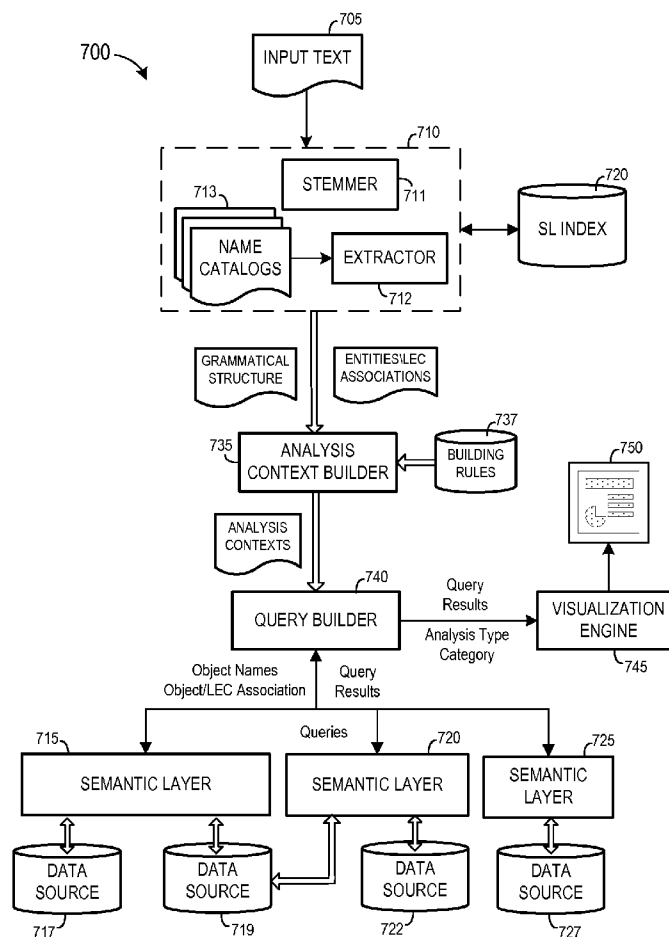 705
700
INPUT TEXT
710
STEMMER
711
713
720
NAME
CATALOGS
EXTRACTOR
SL INDEX
712
GRAMMATICAL
STRUCTURE
ENTITIES\LEC
ASSOCIATIONS
737
735
ANALYSIS
CONTEXT BUILDER
BUILDING
RULES
750
ANALYSIS
CONTEXTS
740
QUERY BUILDER
Query
Results
Analysis Type
Category
VISUALIZATION
ENGINE
745
Object Names
Object/LEC Association
Query
Results
Queries
715
720
725
SEMANTIC LAYER
SEMANTIC LAYER
SEMANTIC
LAYER
DATA
SOURCE
DATA
SOURCE
DATA
SOURCE
DATA
SOURCE
717
719
722
727